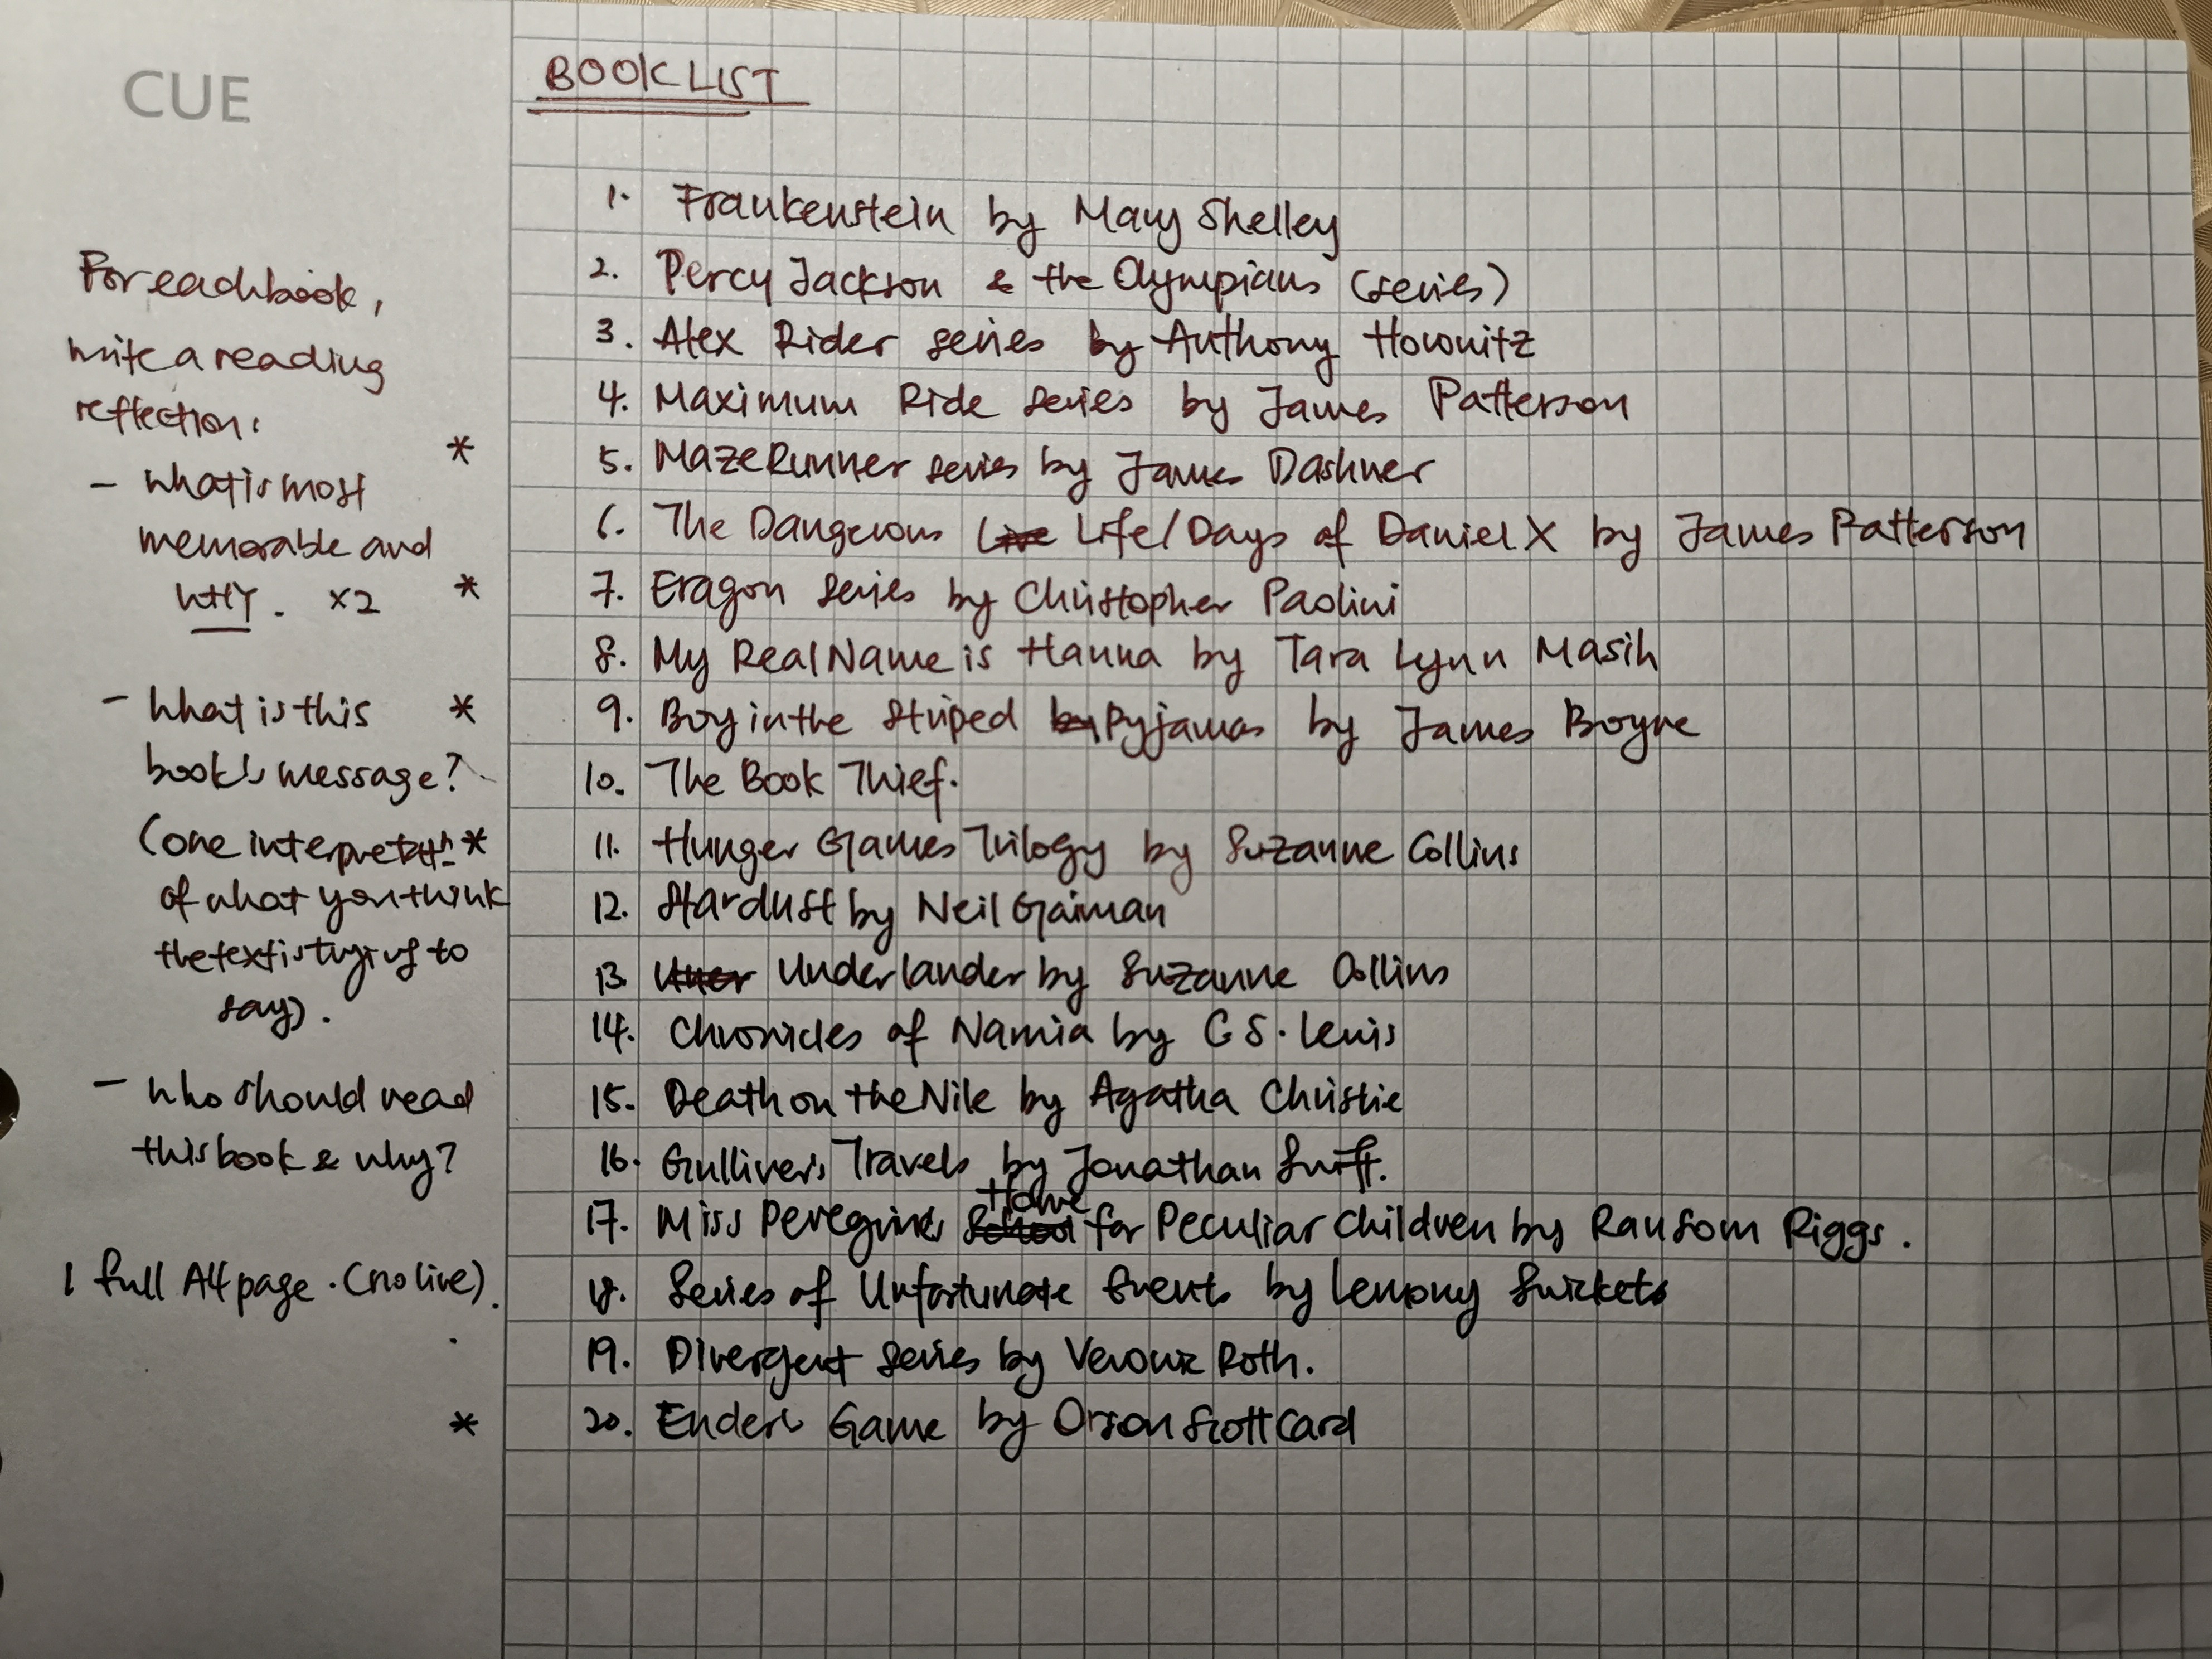 CUE
BOOKLIST
For each book,
write a reading
reflection:
- what is most
memorable and
WHY. x2
- what is this
book's message?
(one interpretatn
of what you think
the text is trying to
say).
- who should read
this book & why?
1 full A4 page. (no line).
1. Frankenstein by Mary Shelley
2. Percy Jackson & the Olympians (series)
3. Alex Rider series by Anthony Horowitz
4. Maximum Ride series by James Patterson
* 5. Maze Runner series by James Dashner
6. The Dangerous Live Life/Days of Daniel X by James Patterson
* 7. Eragon series by Christopher Paolini
8. My Real Name is Hanna by Tara Lynn Masih
* 9. Boy in the Striped by Pyjamas by James Boyne
10. The Book Thief.
* 11. Hunger Games Trilogy by Suzanne Collins
12. Stardust by Neil Gaiman
13. Underlander by Suzanne Collins
14. Chronicles of Narnia by C S. Lewis
15. Death on the Nile by Agatha Christie
16. Gulliver's Travels by Jonathan Swift.
17. Miss Peregrine's School Home for Peculiar Children by Ransom Riggs.
18. Series of Unfortunate Events by Lemony Snickets
19. Divergent series by Veronic Roth.
* 20. Ender's Game by Orson Scott Card